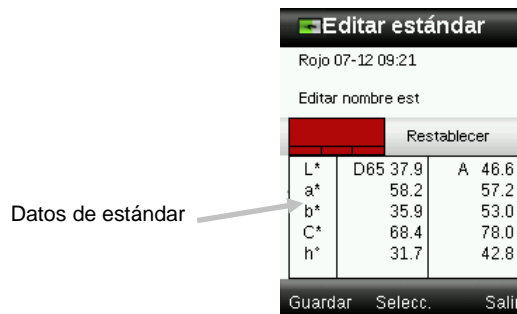 Editar estándar
Rojo 07-12 09:21
Editar nombre est
Restablecer
L* D65 37.9 A 46.6
a* 58.2 57.2
Datos de estándar
b* 35.9 53.0
C* 68.4 78.0
h° 31.7 42.8
Guardar Selecc. Salir